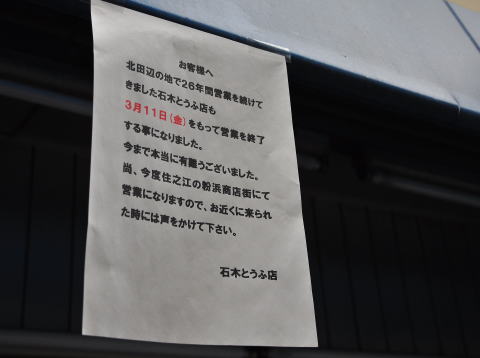 お客様へ
北田辺の地で26年間営業を続けて
きました石木とうふ店も
3月11日(金)をもって営業を終了
する事になりました。
今まで本当に有難うございました。
尚、今度住之江の粉浜商店街にて
営業になりますので、お近くに来られ
た時には声をかけて下さい。
石木とうふ店